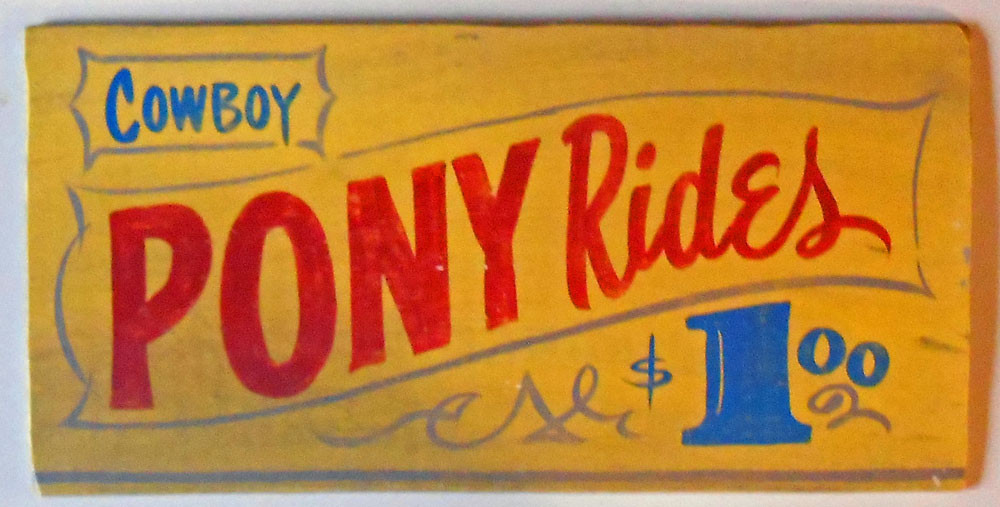 COWBOY
PONY Rides
$1.00